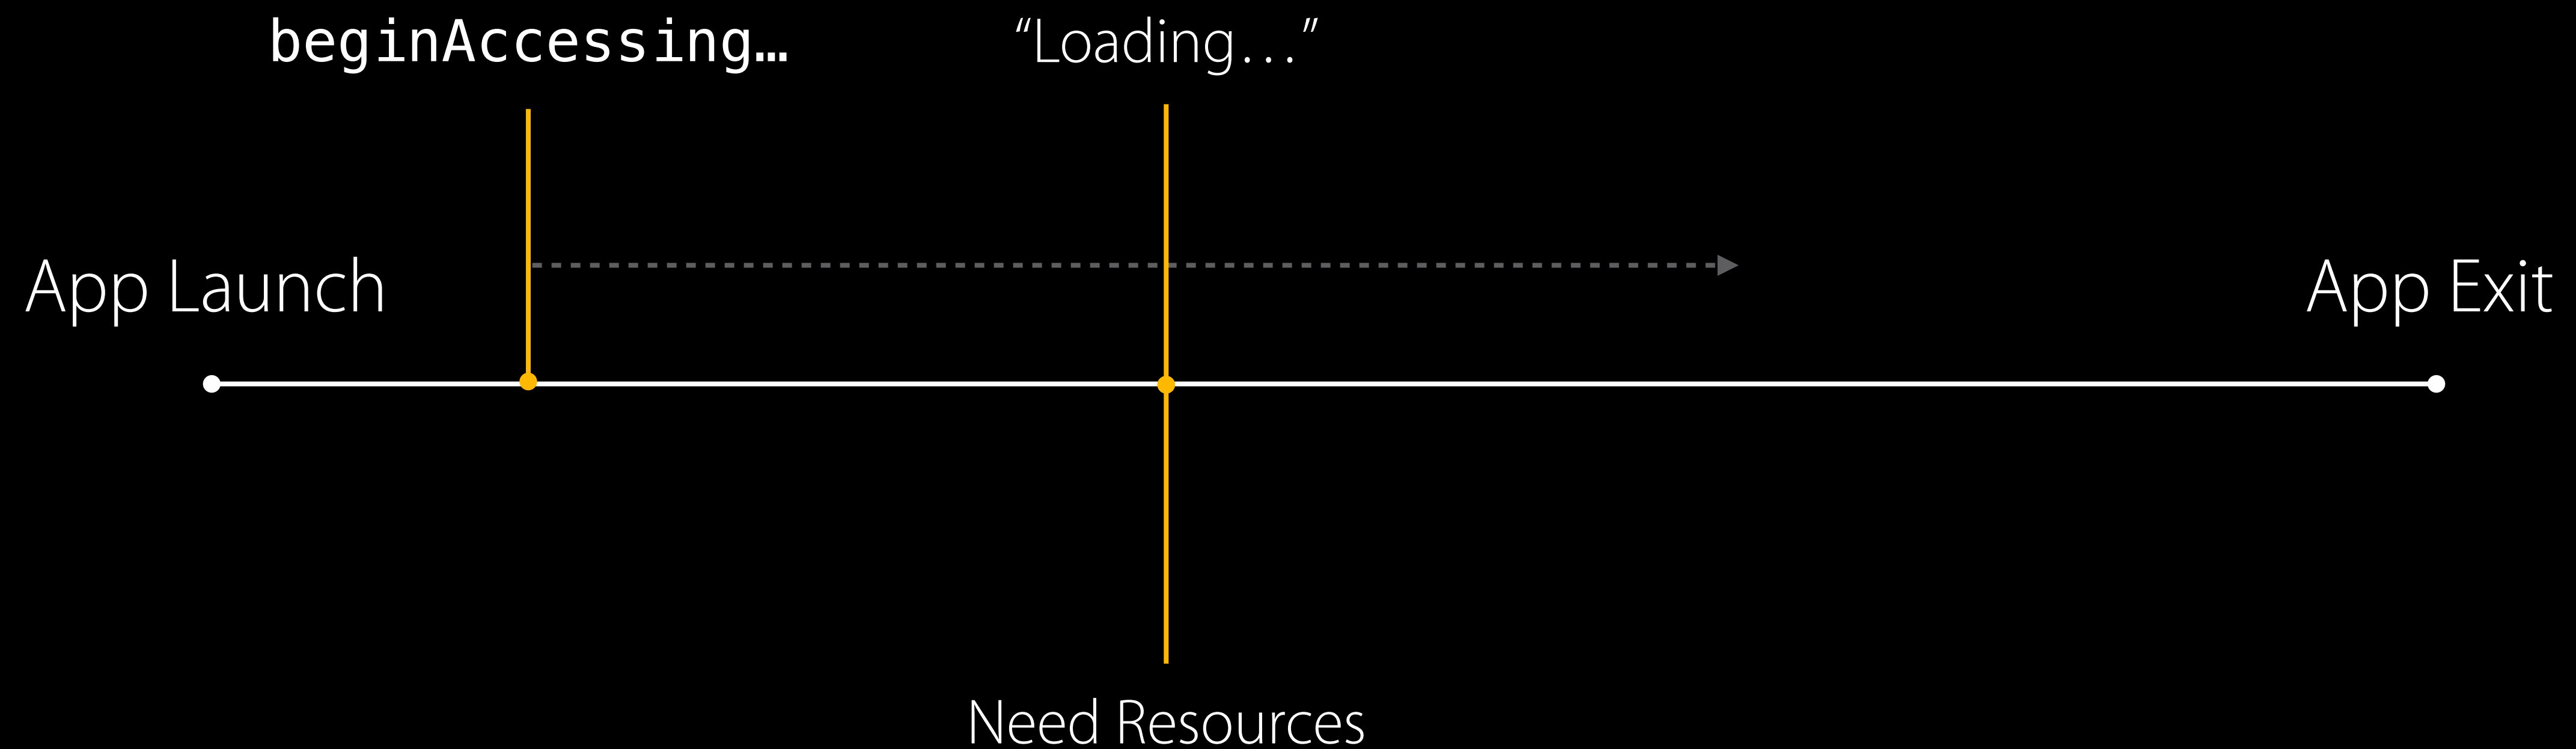 beginAccessing…
“Loading…”
App Launch
App Exit
Need Resources